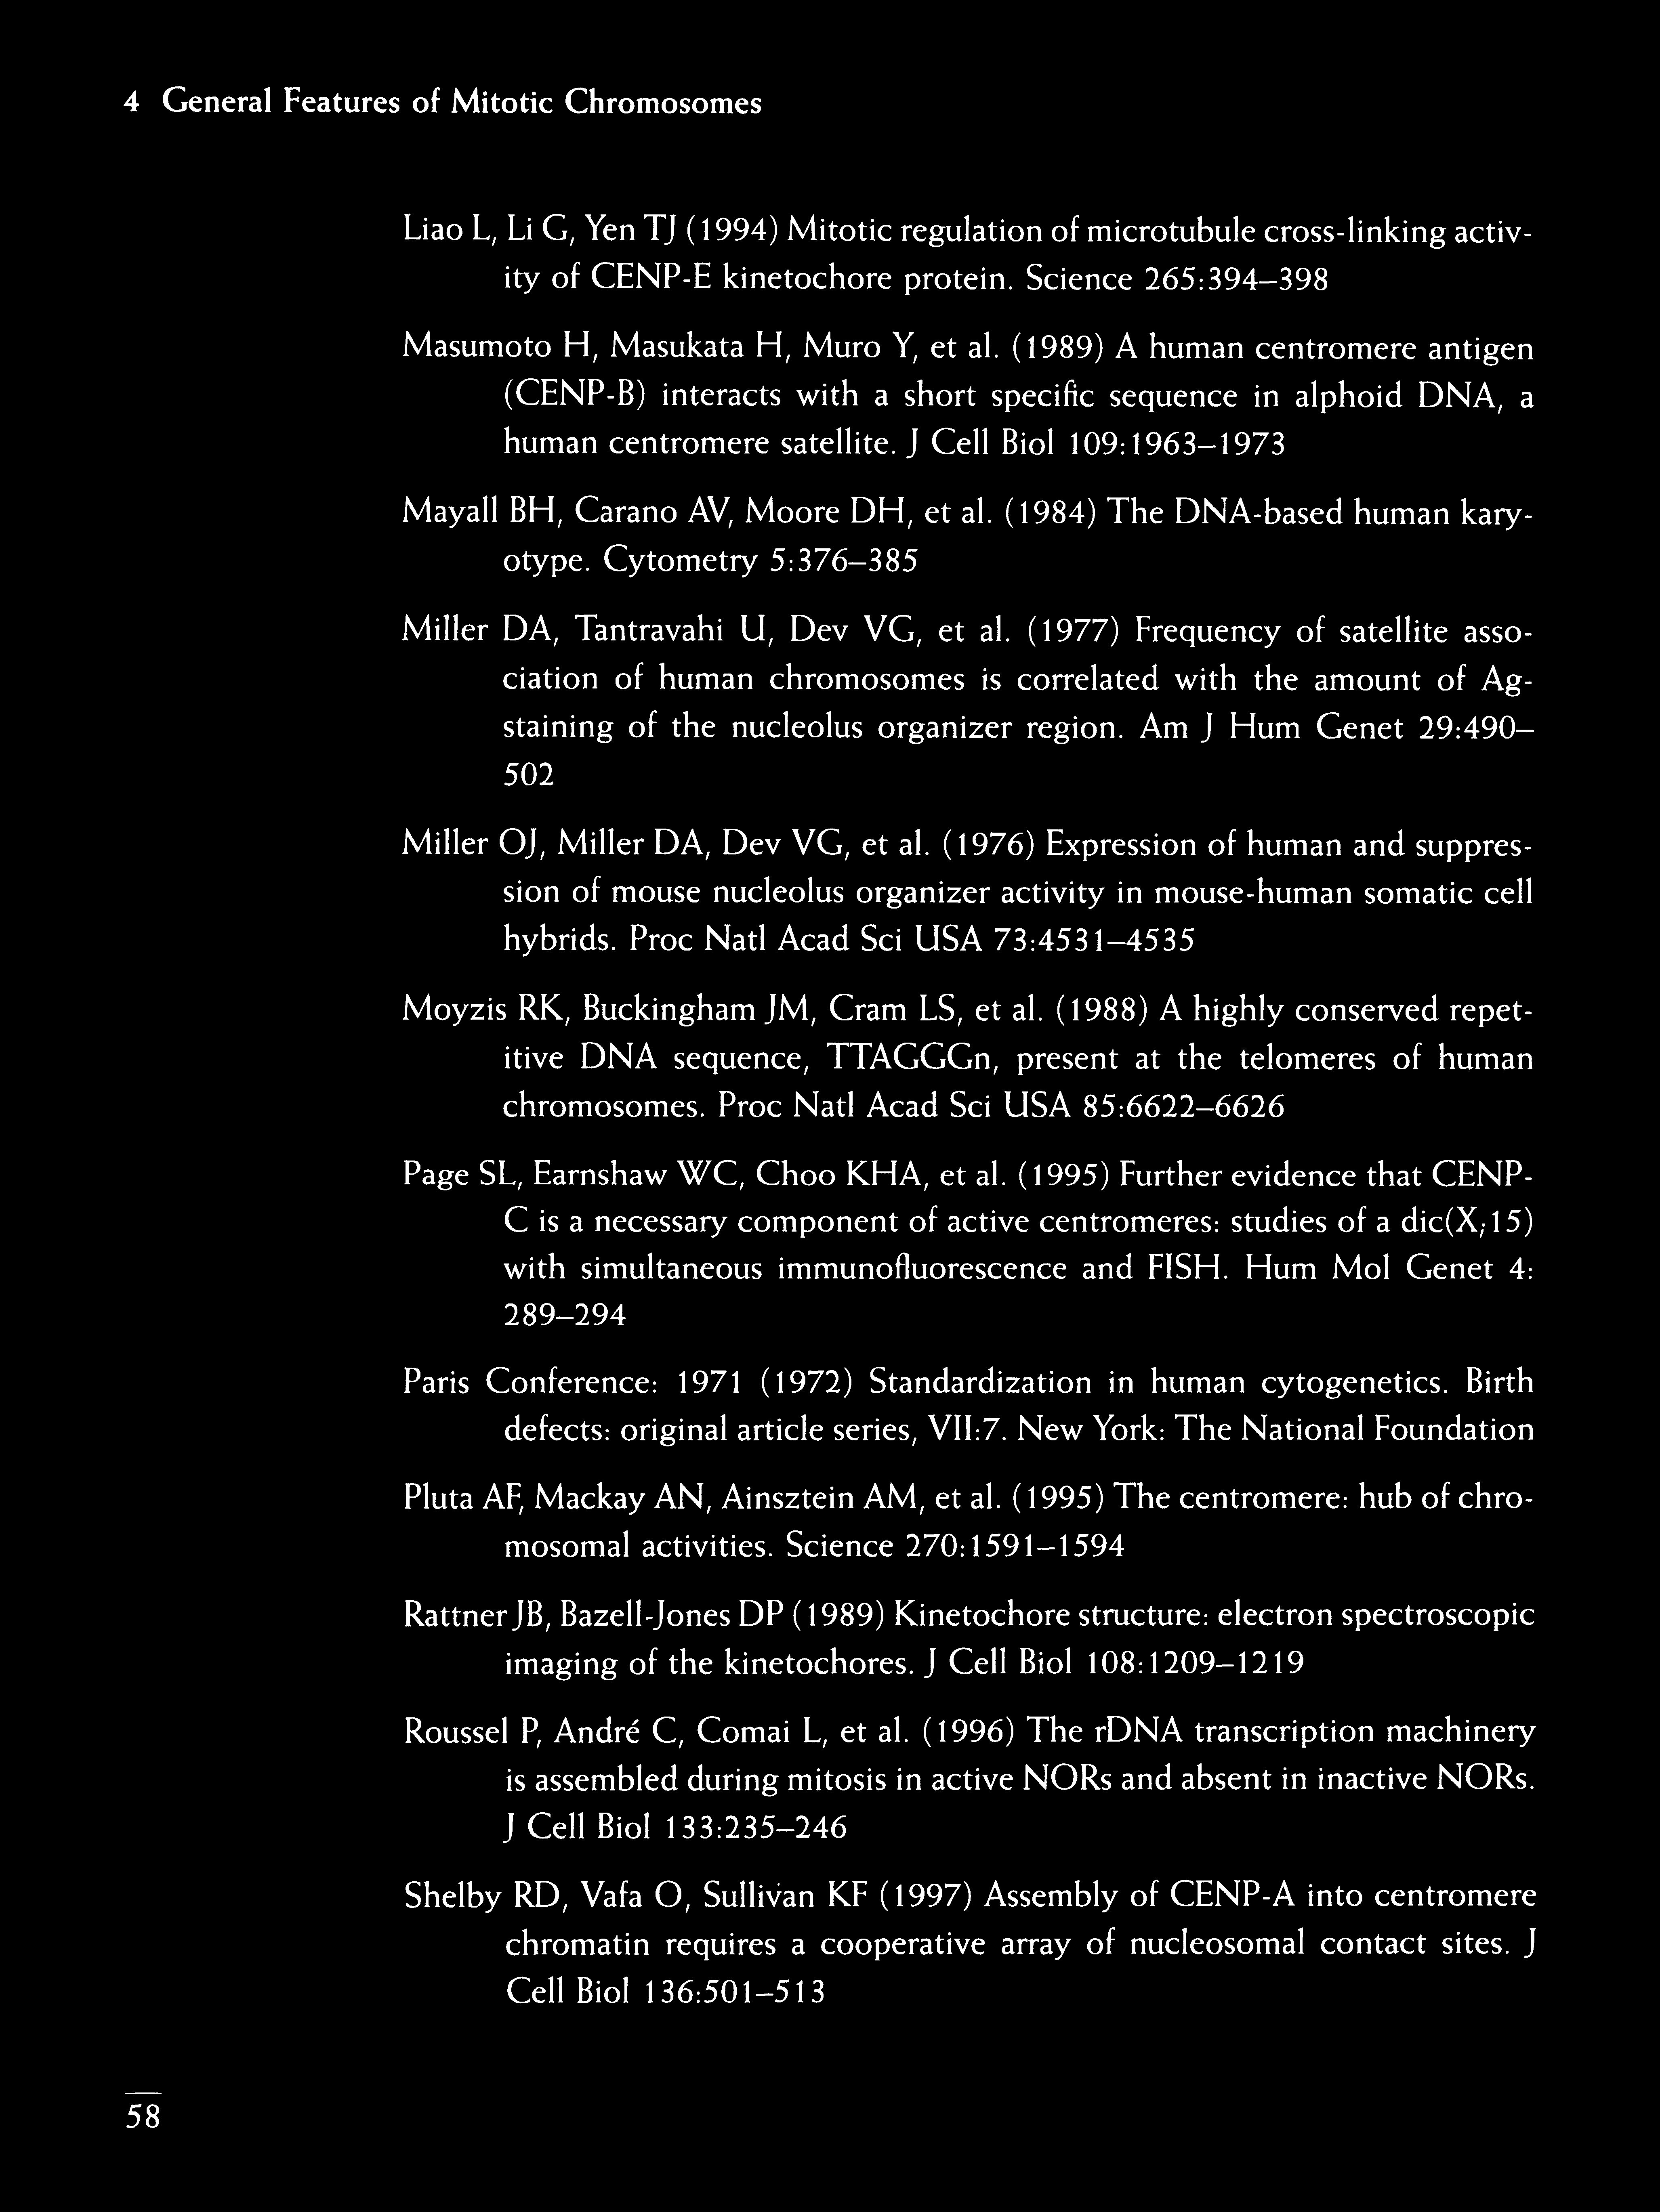 4 General Features of Mitotic Chromosomes
Liao L, Li G, Yen TJ (1994) Mitotic regulation of microtubule cross-linking activ-
ity of CENP-E kinetochore protein. Science 265:394–398
Masumoto H, Masukata H, Muro Y, et al. (1989) A human centromere antigen
(CENP-B) interacts with a short specific sequence in alphoid DNA, a
human centromere satellite. J Cell Biol 109:1963–1973
Mayall BH, Carano AV, Moore DH, et al. (1984) The DNA-based human kary-
otype. Cytometry 5:376–385
Miller DA, Tantravahi U, Dev VG, et al. (1977) Frequency of satellite asso-
ciation of human chromosomes is correlated with the amount of Ag-
staining of the nucleolus organizer region. Am J Hum Genet 29:490–
502
Miller OJ, Miller DA, Dev VG, et al. (1976) Expression of human and suppres-
sion of mouse nucleolus organizer activity in mouse-human somatic cell
hybrids. Proc Natl Acad Sci USA 73:4531–4535
Moyzis RK, Buckingham JM, Cram LS, et al. (1988) A highly conserved repet-
itive DNA sequence, TTAGGGn, present at the telomeres of human
chromosomes. Proc Natl Acad Sci USA 85:6622–6626
Page SL, Earnshaw WC, Choo KHA, et al. (1995) Further evidence that CENP-
C is a necessary component of active centromeres: studies of a dic(X;15)
with simultaneous immunofluorescence and FISH. Hum Mol Genet 4:
289–294
Paris Conference: 1971 (1972) Standardization in human cytogenetics. Birth
defects: original article series, VII:7. New York: The National Foundation
Pluta AF, Mackay AN, Ainsztein AM, et al. (1995) The centromere: hub of chro-
mosomal activities. Science 270:1591–1594
Rattner JB, Bazell-Jones DP (1989) Kinetochore structure: electron spectroscopic
imaging of the kinetochores. J Cell Biol 108:1209–1219
Roussel P, André C, Comai L, et al. (1996) The rDNA transcription machinery
is assembled during mitosis in active NORs and absent in inactive NORs.
J Cell Biol 133:235–246
Shelby RD, Vafa O, Sullivan KF (1997) Assembly of CENP-A into centromere
chromatin requires a cooperative array of nucleosomal contact sites. J
Cell Biol 136:501–513
58